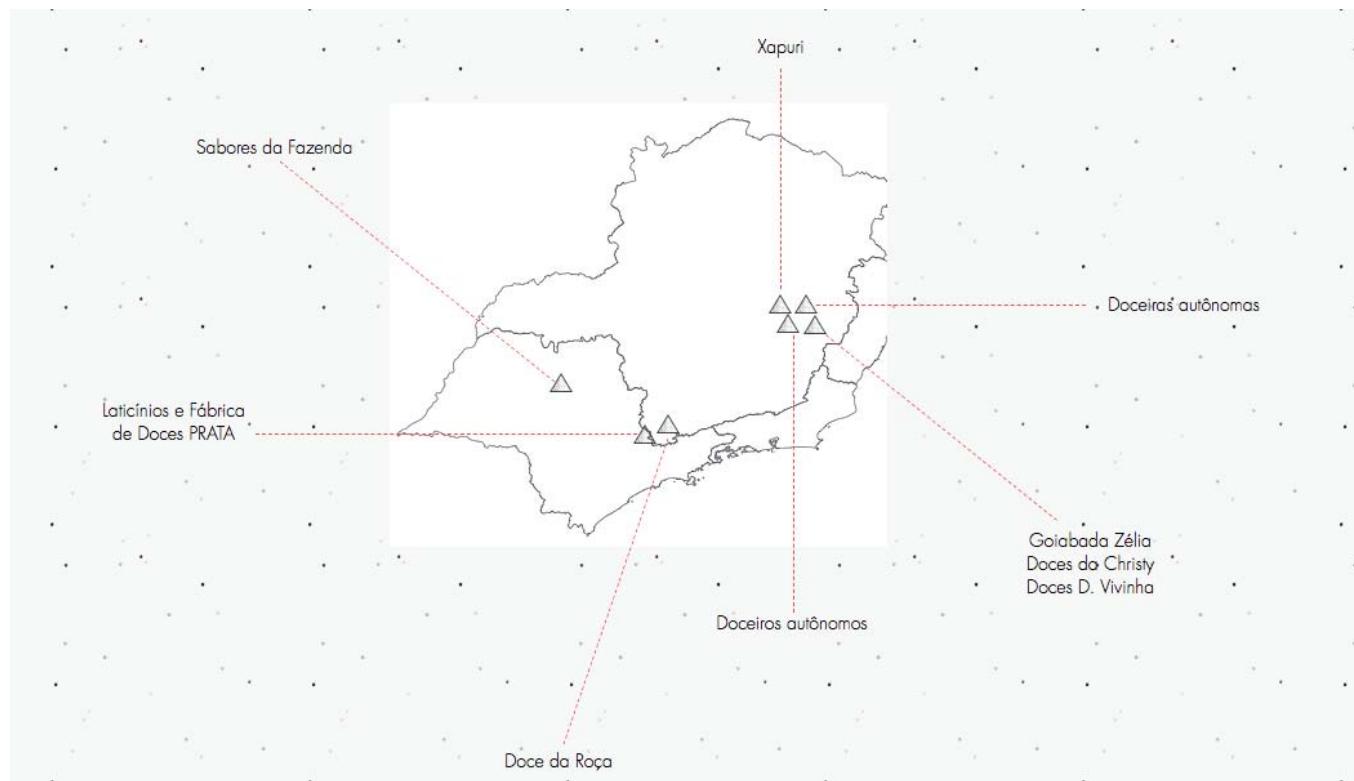 Xapuri
Sabores da Fazenda
Doceiras autônomas
Laticínios e Fábrica
de Doces PRATA
Goiabada Zélia
Doces do Christy
Doces D. Vivinha
Doceiros autônomos
Doce da Roça